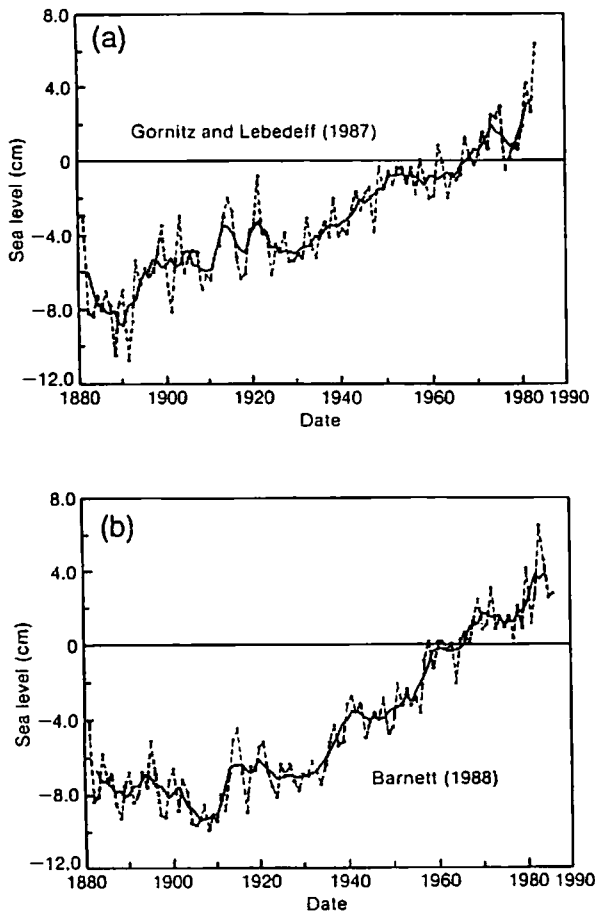 (a)
8.0
4.0
0
−4.0
−8.0
−12.0
Sea level (cm)
Gornitz and Lebedeff (1987)
1880 1900 1920 1940 1960 1980 1990
Date
(b)
8.0
4.0
0
−4.0
−8.0
−12.0
Sea level (cm)
Barnett (1988)
1880 1900 1920 1940 1960 1980 1990
Date